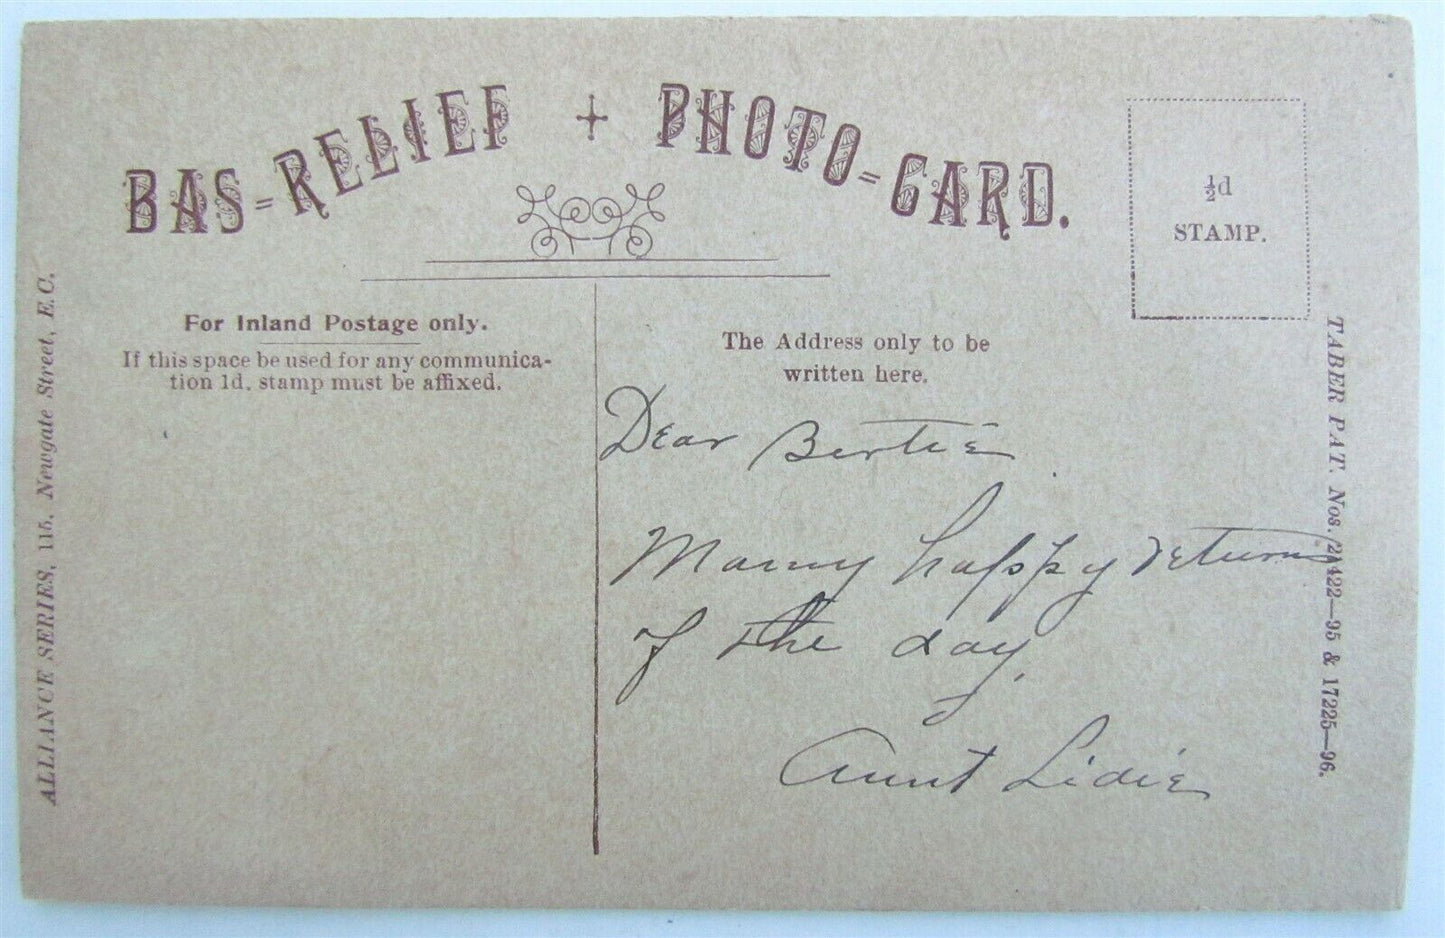 BAS=RELIEF + PHOTO=CARD.
½d
STAMP.
For Inland Postage only.
If this space be used for any communica-
tion 1d. stamp must be affixed.
The Address only to be
written here.
Dear Bertie
Manny happy returns
of the day.
Aunt Lidie
ALLIANCE SERIES, 115, Newgate Street, E.C.
TABER PAT. Nos. 21422—95 & 17225—96.